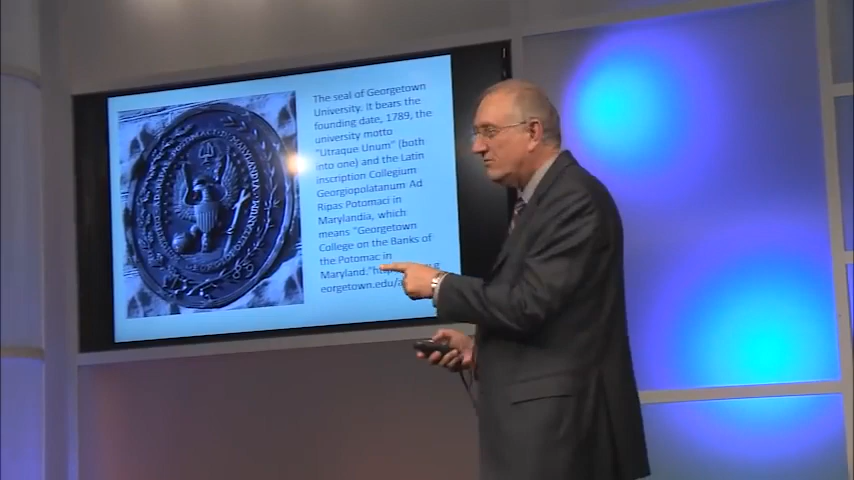 The seal of Georgetown
University. It bears the
founding date, 1789, the
university motto
"Utraque Unum" (both
into one) and the Latin
inscription Collegium
Georgiopolatanum Ad
Ripas Potomaci in
Marylandia, which
means "Georgetown
College on the Banks of
the Potomac in
Maryland."
eorgetown.edu/